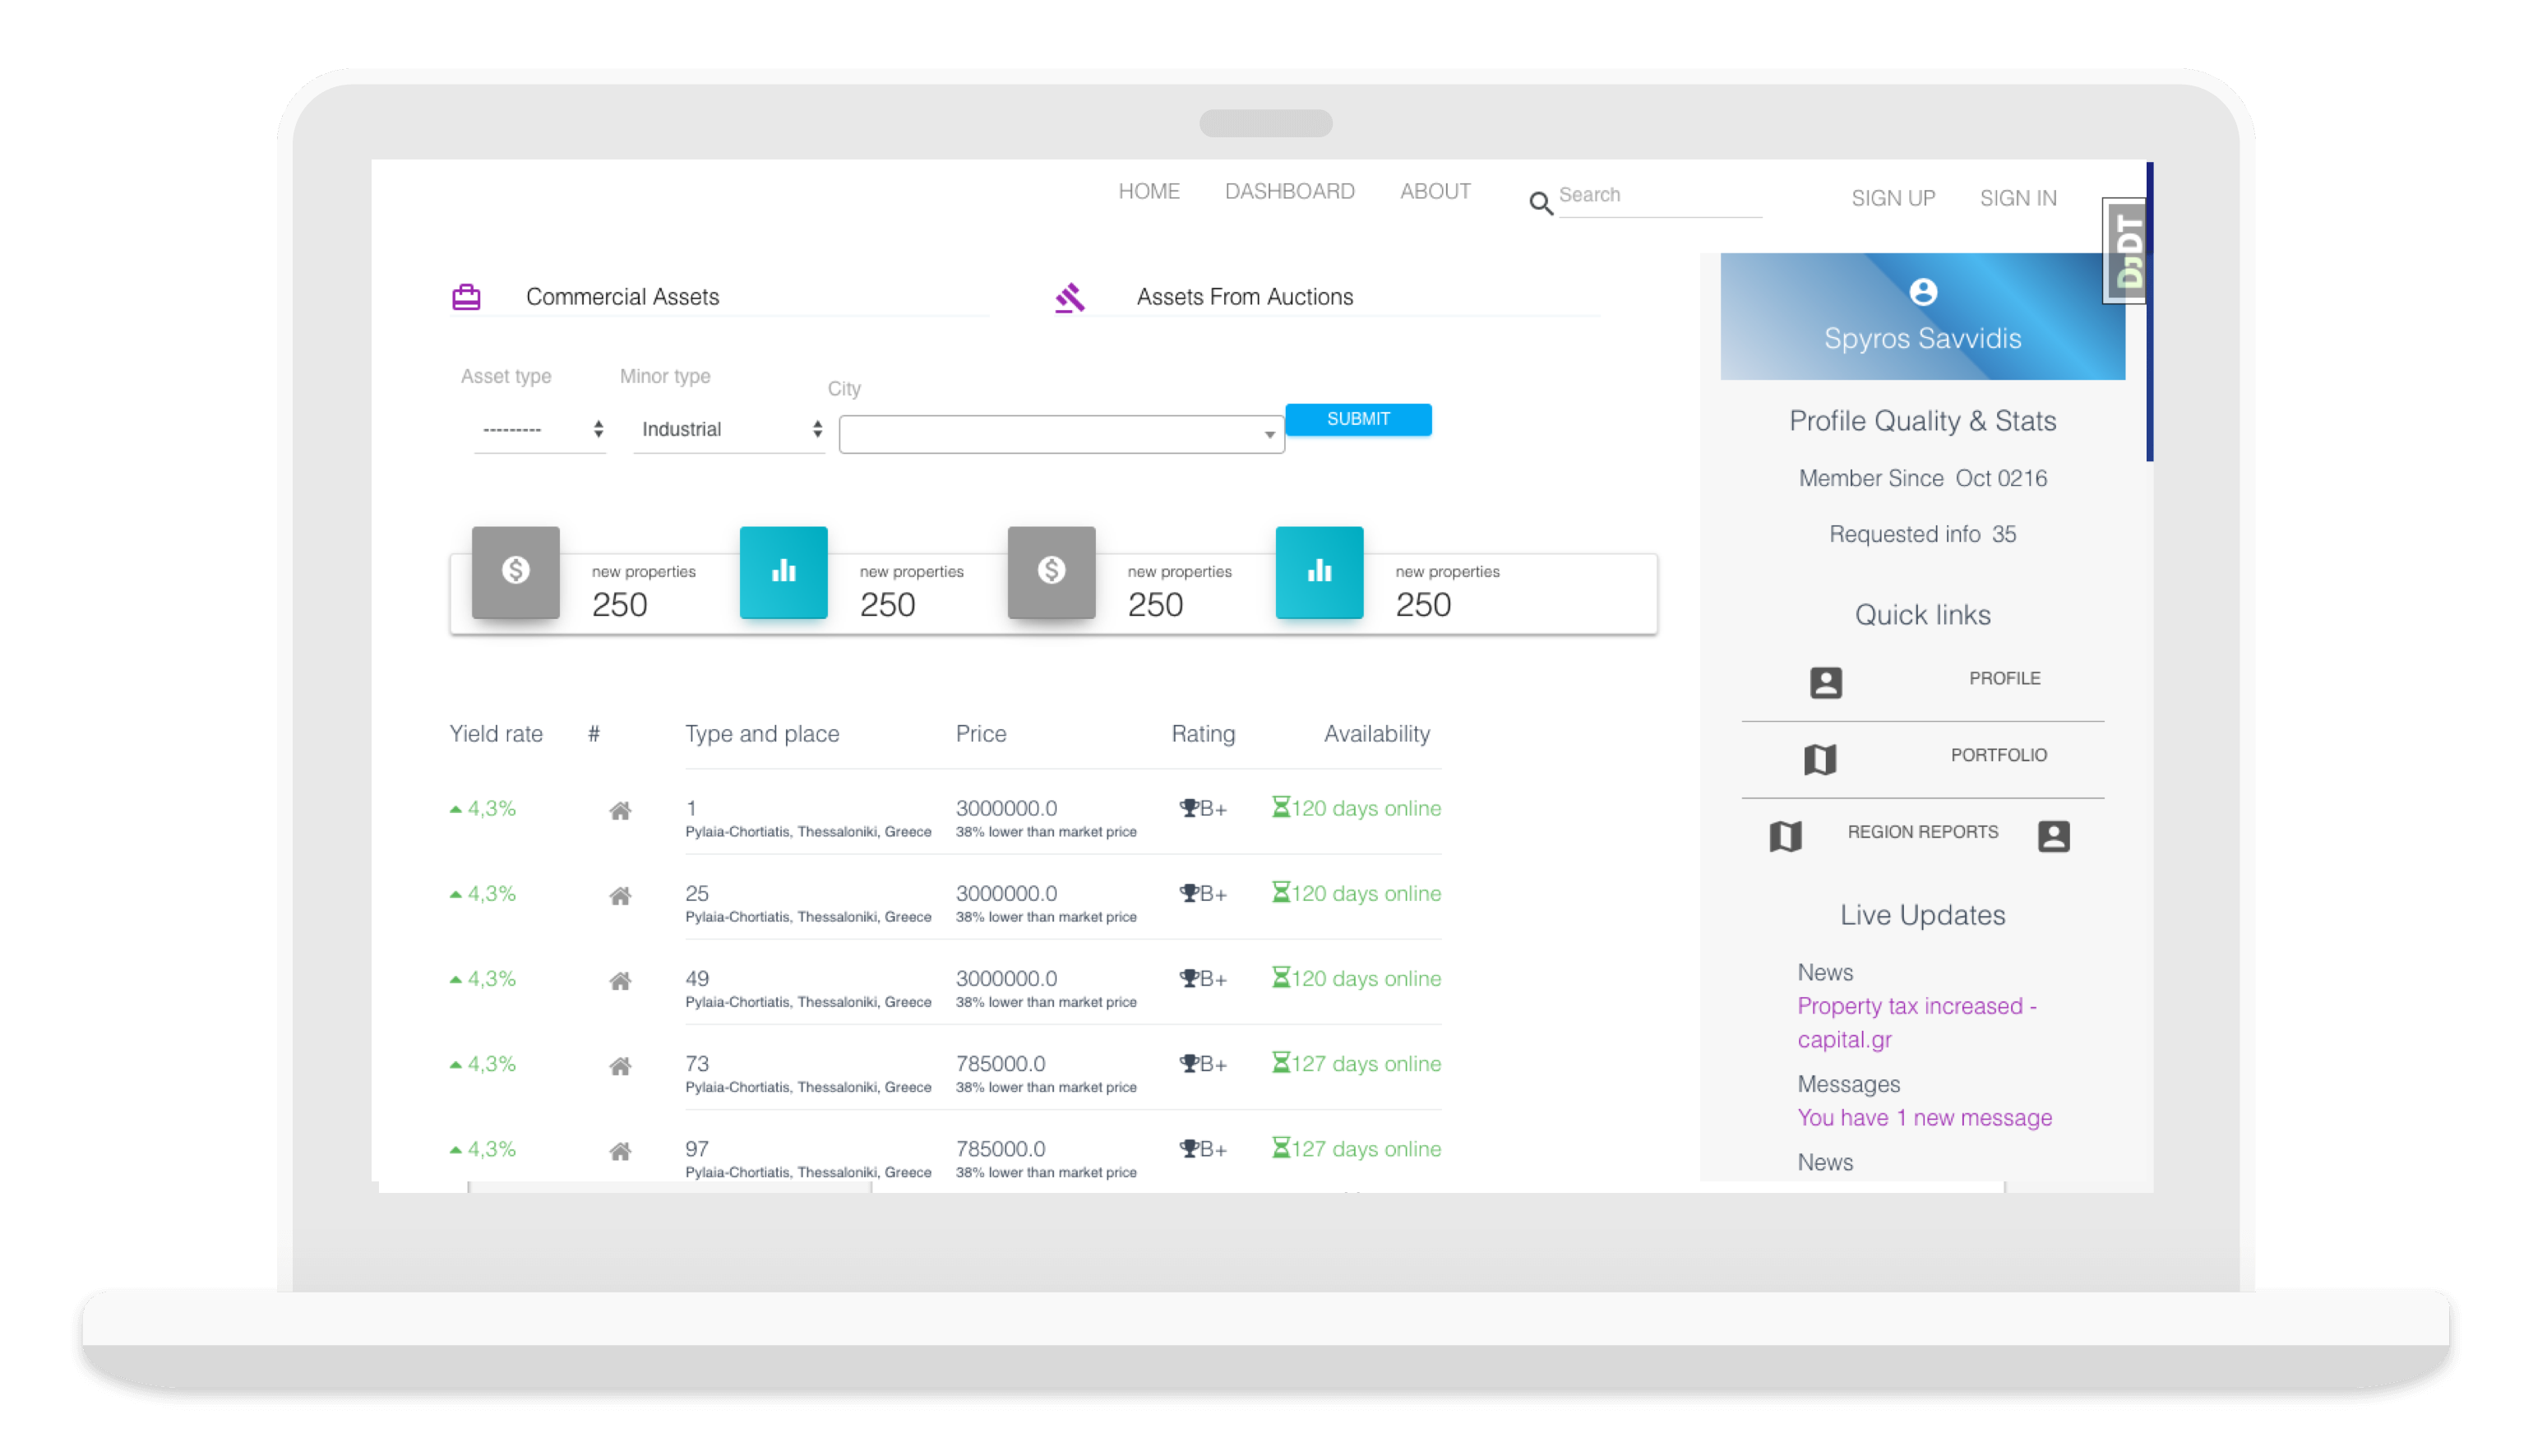 HOME DASHBOARD ABOUT Search SIGN UP SIGN IN
DJDT
Commercial Assets Assets From Auctions
Asset type Minor type City
--------- Industrial SUBMIT
new properties new properties new properties new properties
250 250 250 250
Yield rate # Type and place Price Rating Availability
4,3% 1 3000000.0 B+ 120 days online
Pylaia-Chortiatis, Thessaloniki, Greece 38% lower than market price
4,3% 25 3000000.0 B+ 120 days online
Pylaia-Chortiatis, Thessaloniki, Greece 38% lower than market price
4,3% 49 3000000.0 B+ 120 days online
Pylaia-Chortiatis, Thessaloniki, Greece 38% lower than market price
4,3% 73 785000.0 B+ 127 days online
Pylaia-Chortiatis, Thessaloniki, Greece 38% lower than market price
4,3% 97 785000.0 B+ 127 days online
Pylaia-Chortiatis, Thessaloniki, Greece 38% lower than market price
Spyros Savvidis
Profile Quality & Stats
Member Since Oct 0216
Requested info 35
Quick links
PROFILE
PORTFOLIO
REGION REPORTS
Live Updates
News
Property tax increased -
capital.gr
Messages
You have 1 new message
News